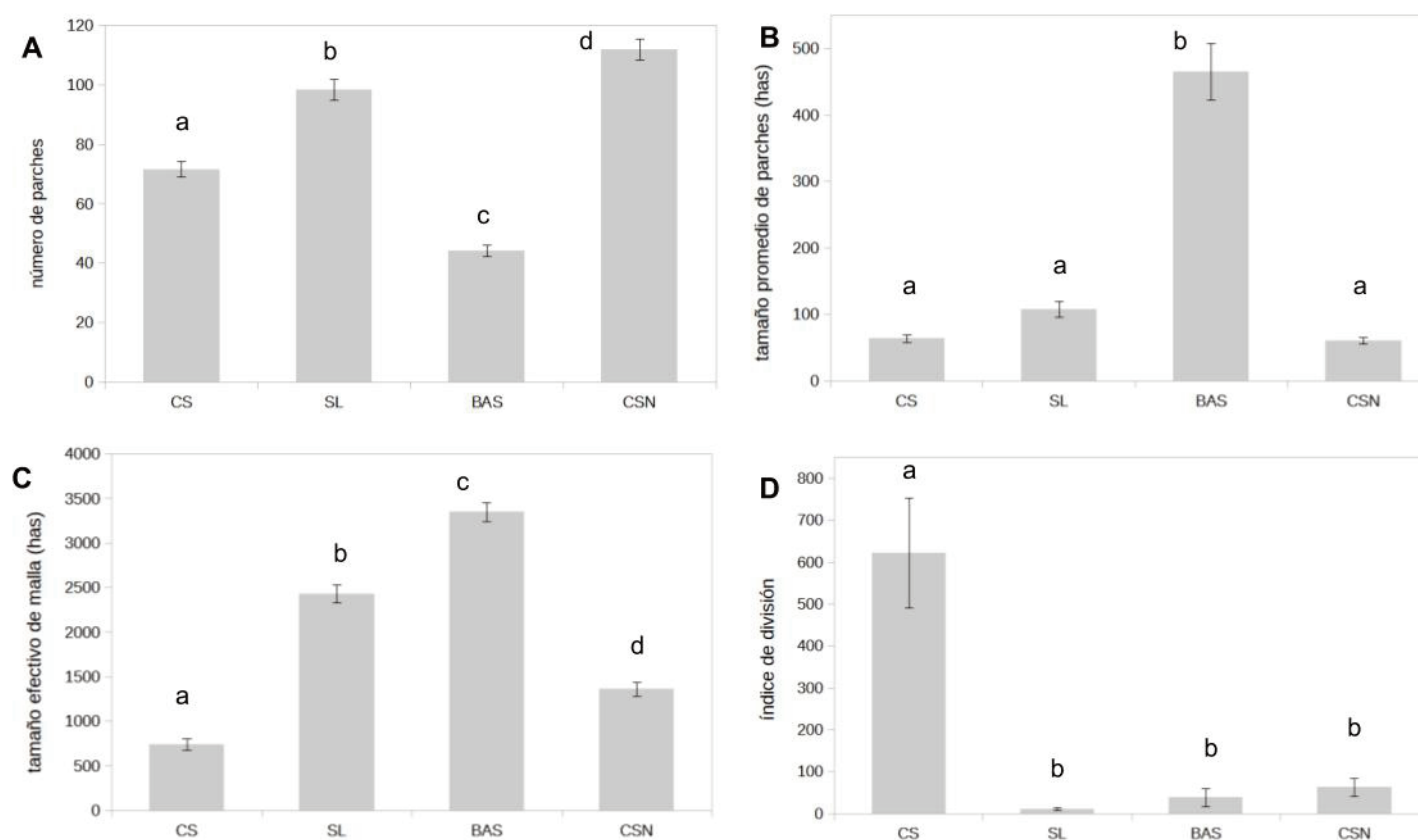 A
número de parches
120
100
80
60
40
20
0
a
b
c
d
CS
SL
BAS
CSN
B
tamaño promedio de parches (has)
500
400
300
200
100
0
a
a
b
a
CS
SL
BAS
CSN
C
tamaño efectivo de malla (has)
4000
3500
3000
2500
2000
1500
1000
500
0
a
b
c
d
CS
SL
BAS
CSN
D
índice de división
800
700
600
500
400
300
200
100
0
a
b
b
b
CS
SL
BAS
CSN